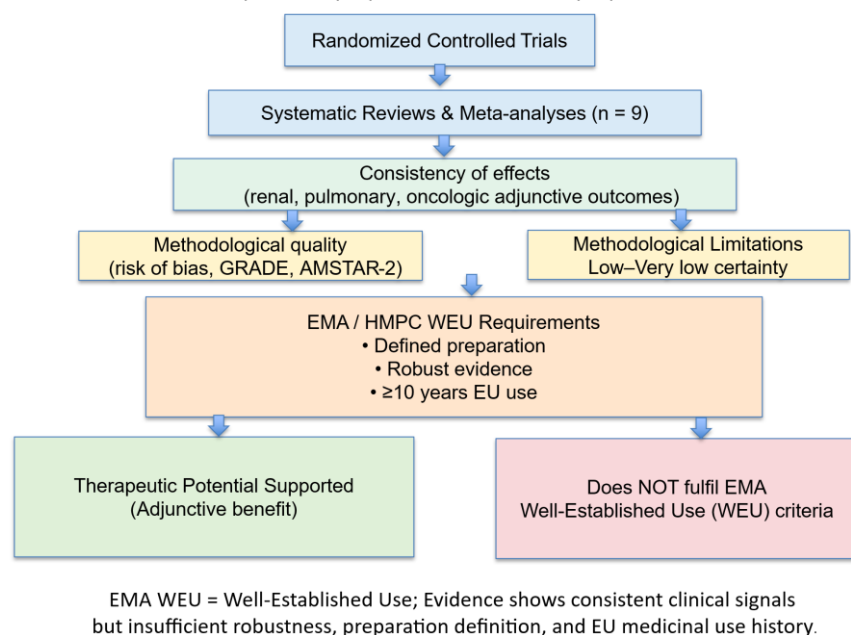 Randomized Controlled Trials
Systematic Reviews & Meta-analyses (n = 9)
Consistency of effects
(renal, pulmonary, oncologic adjunctive outcomes)
Methodological quality
(risk of bias, GRADE, AMSTAR-2)
Methodological Limitations
Low–Very low certainty
EMA / HMPC WEU Requirements
• Defined preparation
• Robust evidence
• ≥10 years EU use
Therapeutic Potential Supported
(Adjunctive benefit)
Does NOT fulfil EMA
Well-Established Use (WEU) criteria
EMA WEU = Well-Established Use; Evidence shows consistent clinical signals
but insufficient robustness, preparation definition, and EU medicinal use history.